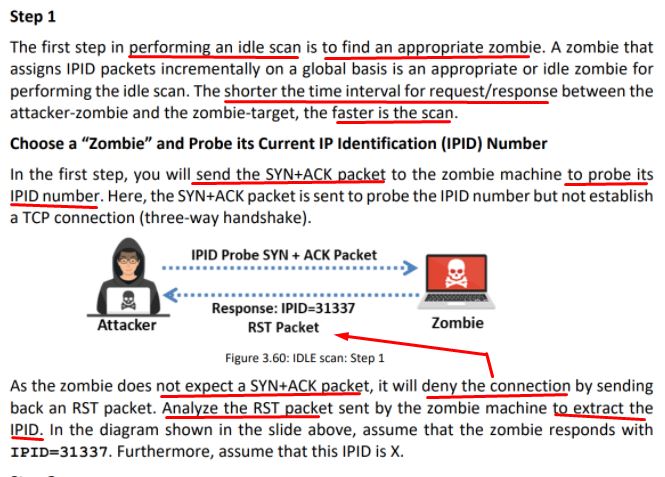 Step 1
The first step in performing an idle scan is to find an appropriate zombie. A zombie that
assigns IPID packets incrementally on a global basis is an appropriate or idle zombie for
performing the idle scan. The shorter the time interval for request/response between the
attacker-zombie and the zombie-target, the faster is the scan.
Choose a “Zombie” and Probe its Current IP Identification (IPID) Number
In the first step, you will send the SYN+ACK packet to the zombie machine to probe its
IPID number. Here, the SYN+ACK packet is sent to probe the IPID number but not establish
a TCP connection (three-way handshake).
IPID Probe SYN + ACK Packet
Response: IPID=31337
RST Packet
Attacker
Zombie
Figure 3.60: IDLE scan: Step 1
As the zombie does not expect a SYN+ACK packet, it will deny the connection by sending
back an RST packet. Analyze the RST packet sent by the zombie machine to extract the
IPID. In the diagram shown in the slide above, assume that the zombie responds with
IPID=31337. Furthermore, assume that this IPID is X.